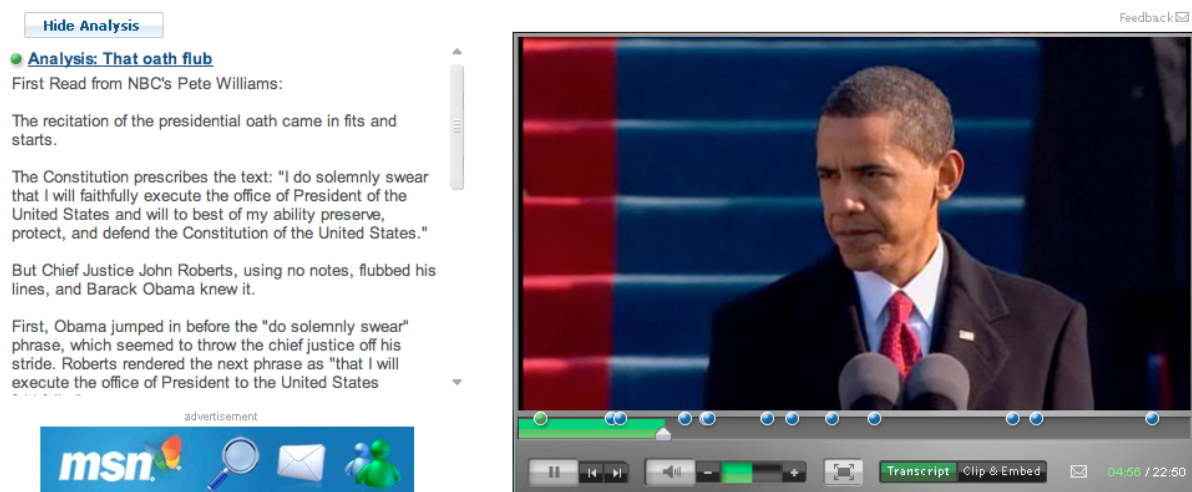 Hide Analysis
Feedback
Analysis: That oath flub
First Read from NBC's Pete Williams:
The recitation of the presidential oath came in fits and
starts.
The Constitution prescribes the text: "I do solemnly swear
that I will faithfully execute the office of President of the
United States and will to best of my ability preserve,
protect, and defend the Constitution of the United States."
But Chief Justice John Roberts, using no notes, flubbed his
lines, and Barack Obama knew it.
First, Obama jumped in before the "do solemnly swear"
phrase, which seemed to throw the chief justice off his
stride. Roberts rendered the next phrase as "that I will
execute the office of President to the United States
advertisement
msn
Transcript Clip & Embed 04:56 / 22:50